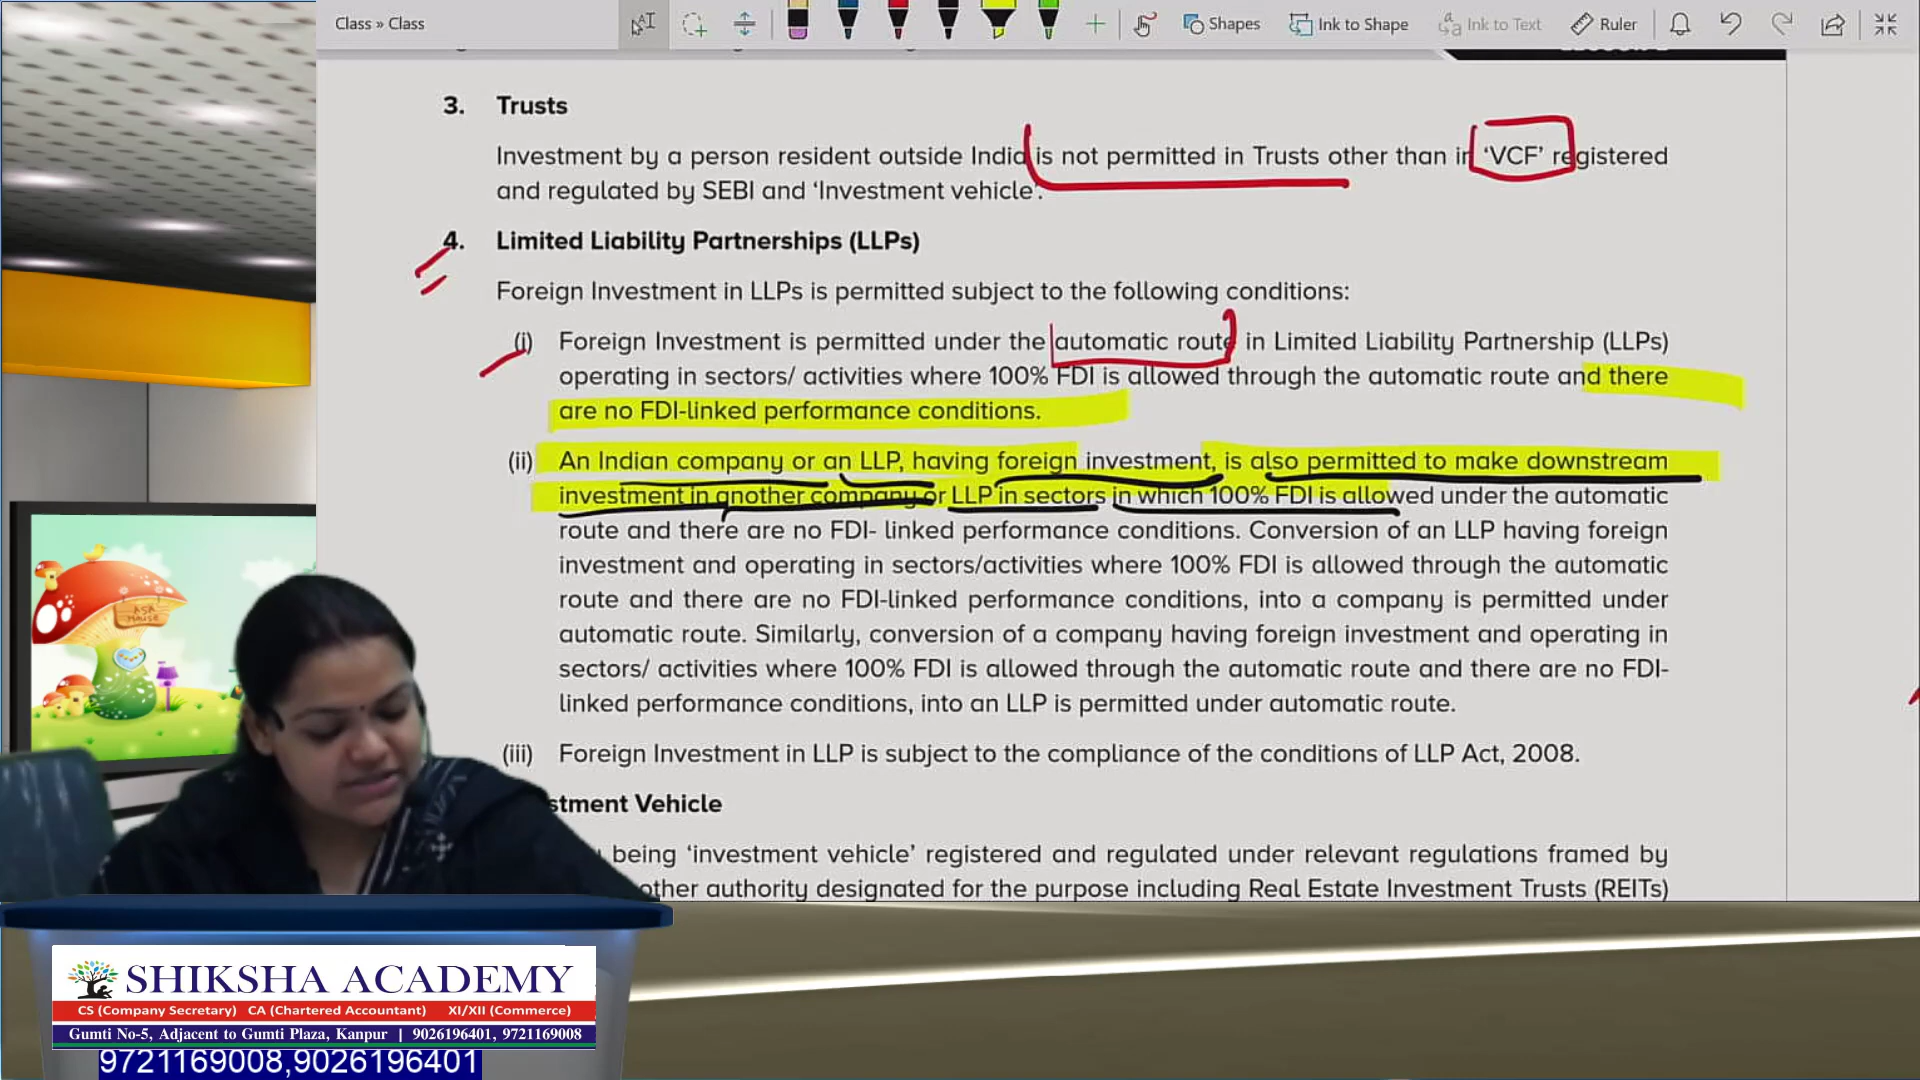 Class » Class
Shapes
Ink to Shape
Ink to Text
Ruler
3. Trusts
Investment by a person resident outside India is not permitted in Trusts other than in ‘VCF’ registered
and regulated by SEBI and ‘Investment vehicle’.
4. Limited Liability Partnerships (LLPs)
Foreign Investment in LLPs is permitted subject to the following conditions:
(i) Foreign Investment is permitted under the automatic route in Limited Liability Partnership (LLPs)
operating in sectors/ activities where 100% FDI is allowed through the automatic route and there
are no FDI-linked performance conditions.
(ii) An Indian company or an LLP, having foreign investment, is also permitted to make downstream
investment in another company or LLP in sectors in which 100% FDI is allowed under the automatic
route and there are no FDI- linked performance conditions. Conversion of an LLP having foreign
investment and operating in sectors/activities where 100% FDI is allowed through the automatic
route and there are no FDI-linked performance conditions, into a company is permitted under
automatic route. Similarly, conversion of a company having foreign investment and operating in
sectors/ activities where 100% FDI is allowed through the automatic route and there are no FDI-
linked performance conditions, into an LLP is permitted under automatic route.
(iii) Foreign Investment in LLP is subject to the compliance of the conditions of LLP Act, 2008.
stment Vehicle
being ‘investment vehicle’ registered and regulated under relevant regulations framed by
other authority designated for the purpose including Real Estate Investment Trusts (REITs)
SHIKSHA ACADEMY
CS (Company Secretary) CA (Chartered Accountant) XI/XII (Commerce)
Gumti No-5, Adjacent to Gumti Plaza, Kanpur | 9026196401, 9721169008
9721169008,9026196401